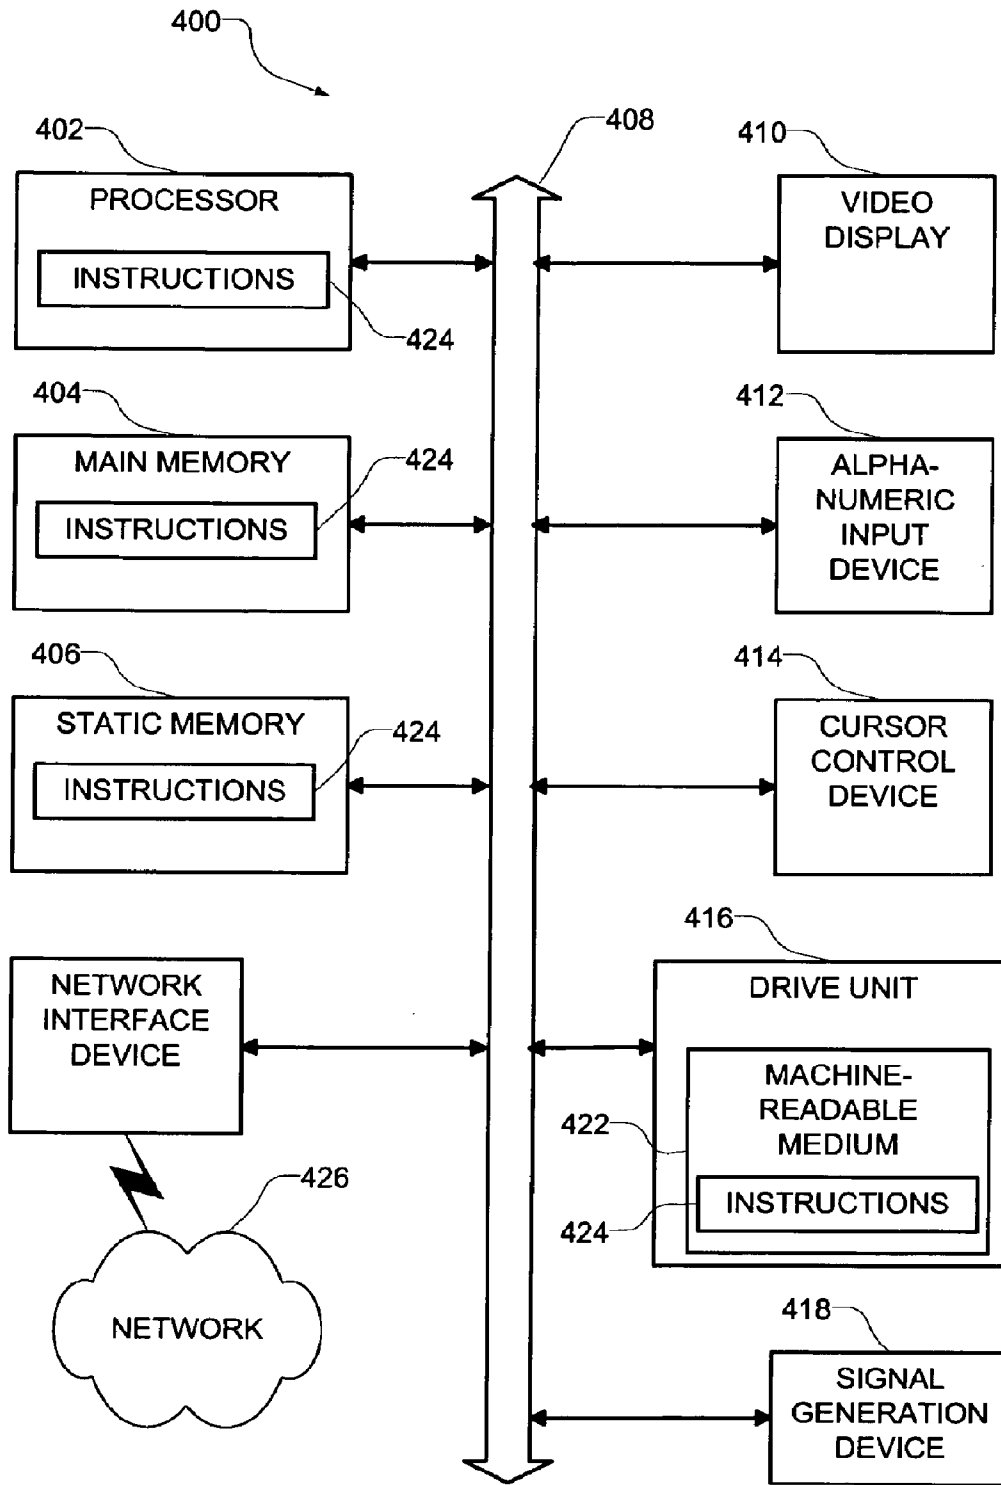 400
402
PROCESSOR
INSTRUCTIONS
424
404
MAIN MEMORY
424
INSTRUCTIONS
406
STATIC MEMORY
424
INSTRUCTIONS
NETWORK
INTERFACE
DEVICE
426
NETWORK
408
410
VIDEO
DISPLAY
412
ALPHA-
NUMERIC
INPUT
DEVICE
414
CURSOR
CONTROL
DEVICE
416
DRIVE UNIT
MACHINE-
READABLE
MEDIUM
422
INSTRUCTIONS
424
418
SIGNAL
GENERATION
DEVICE